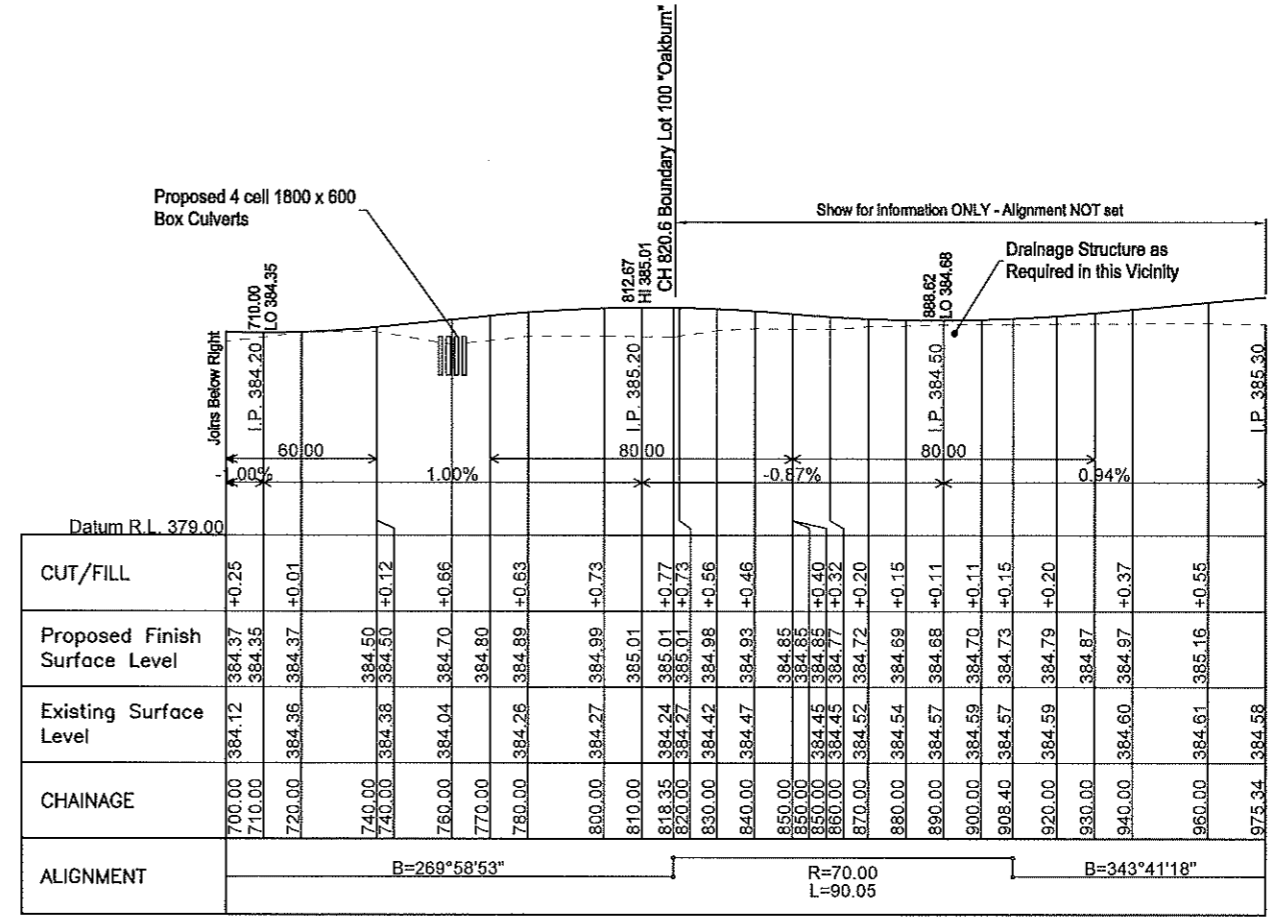 CH 820.6 Boundary Lot 100 "Oakburn"
Proposed 4 cell 1800 x 600
Box Culverts
Show for information ONLY - Alignment NOT set
Drainage Structure as
Required in this Vicinity
710.00
LO 384.35
812.67
HI 385.01
888.62
LO 384.68
Joins Below Right
I.P. 384.20
I.P. 385.20
I.P. 384.50
I.P. 385.30
60.00
80.00
80.00
-1.00%
1.00%
-0.87%
0.94%
Datum R.L. 379.00
CUT/FILL
+0.25 +0.01 +0.12 +0.66 +0.63 +0.73 +0.77 +0.73 +0.56 +0.46 +0.40 +0.32 +0.20 +0.15 +0.11 +0.11 +0.15 +0.20 +0.37 +0.55
Proposed Finish
Surface Level
384.37 384.35 384.37 384.50 384.50 384.70 384.80 384.89 384.99 385.01 385.01 385.01 384.98 384.93 384.85 384.85 384.85 384.77 384.72 384.69 384.68 384.70 384.73 384.79 384.87 384.97 385.16
Existing Surface
Level
384.12 384.36 384.38 384.04 384.26 384.27 384.24 384.27 384.42 384.47 384.45 384.45 384.52 384.54 384.57 384.59 384.57 384.59 384.60 384.61 384.58
CHAINAGE
700.00 710.00 720.00 740.00 740.00 760.00 770.00 780.00 800.00 810.00 818.35 820.00 830.00 840.00 850.00 850.00 850.00 860.00 870.00 880.00 890.00 900.00 908.40 920.00 930.00 940.00 960.00 975.34
ALIGNMENT
B=269°58'53"
R=70.00
L=90.05
B=343°41'18"